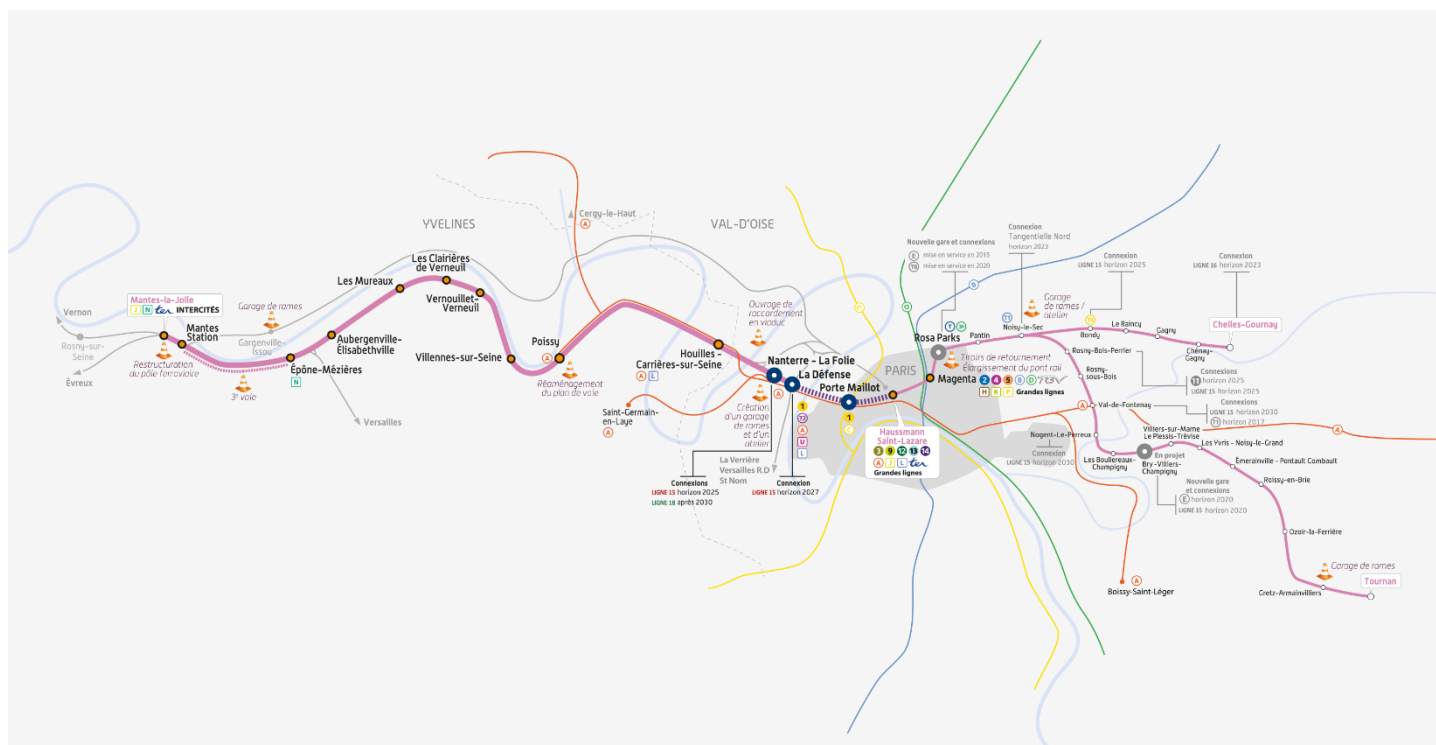 YVELINES
VAL-D'OISE
PARIS
Vernon
Rosny-sur-
Seine
Évreux
Mantes-la-Jolie
J N ter INTERCITÉS
Mantes
Station
Restructuration
du pôle ferroviaire
Garage de rames
Gargenville-
Issou
3e voie
Épône-Mézières
N
Versailles
Aubergenville-
Élisabethville
Les Mureaux
Les Clairières
de Verneuil
Vernouillet-
Verneuil
Villennes-sur-Seine
Poissy
A
Réaménagement
du plan de voie
Cergy-le-Haut
A
Saint-Germain-
en-Laye
A
Houilles -
Carrières-sur-Seine
A L
Ouvrage de
raccordement
en viaduc
Nanterre - La Folie
A
La Défense
1
T2
A
U
L
Création
d'un garage
de rames
et d'un
atelier
La Verrière
Versailles R.D
St Nom
Connexions
LIGNE 15 horizon 2025
LIGNE 18 après 2030
Connexion
LIGNE 15 horizon 2027
Porte Maillot
1
C
C
Haussmann
Saint-Lazare
3 9 12 13 14
A J L ter
Grandes lignes
Magenta
2 4 5 B D TGV
H K P Grandes lignes
D
B
Nouvelle gare et connexions
E mise en service en 2015
T8 mise en service en 2020
Rosa Parks
Tiroirs de retournement
Élargissement du pont rail
Pantin
Connexion
Tangentielle Nord
horizon 2023
T1
Noisy-le-Sec
Garage
de rames /
atelier
Connexion
LIGNE 15 horizon 2025
T4
Bondy
Le Raincy
Gagny
Chénay-
Gagny
Connexion
LIGNE 16 horizon 2023
Chelles-Gournay
Rosny-Bois-Perrier
11
Connexions
horizon 2025
LIGNE 15 horizon 2025
Rosny-
sous-Bois
A
Val-de-Fontenay
Connexions
LIGNE 15 horizon 2030
T1 horizon 2017
A
Nogent-Le-Perreux
Connexion
LIGNE 15 horizon 2030
Les Boullereaux-
Champigny
Villiers-sur-Marne
Le Plessis-Trévise
En projet
Bry-Villiers-
Champigny
Nouvelle gare
et connexions
E horizon 2020
LIGNE 15 horizon 2020
Les Yvris - Noisy-le-Grand
Émerainville - Pontault Combault
Roissy-en-Brie
Ozoir-la-Ferrière
Boissy-Saint-Léger
A
Garage de rames
Gretz-Armainvilliers
Tournan